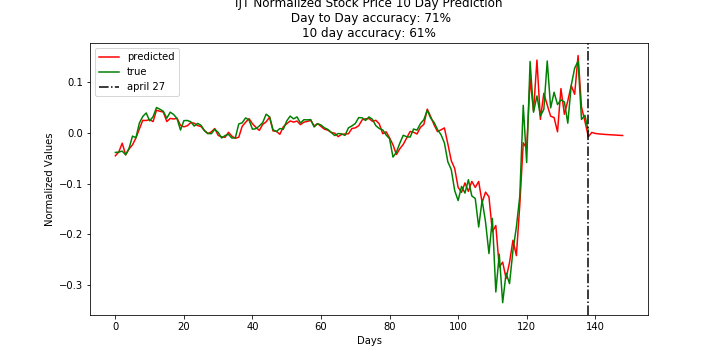 IJT Normalized Stock Price 10 Day Prediction
Day to Day accuracy: 71%
10 day accuracy: 61%
predicted
true
april 27
0.1
0.0
−0.1
−0.2
−0.3
Normalized Values
0 20 40 60 80 100 120 140
Days